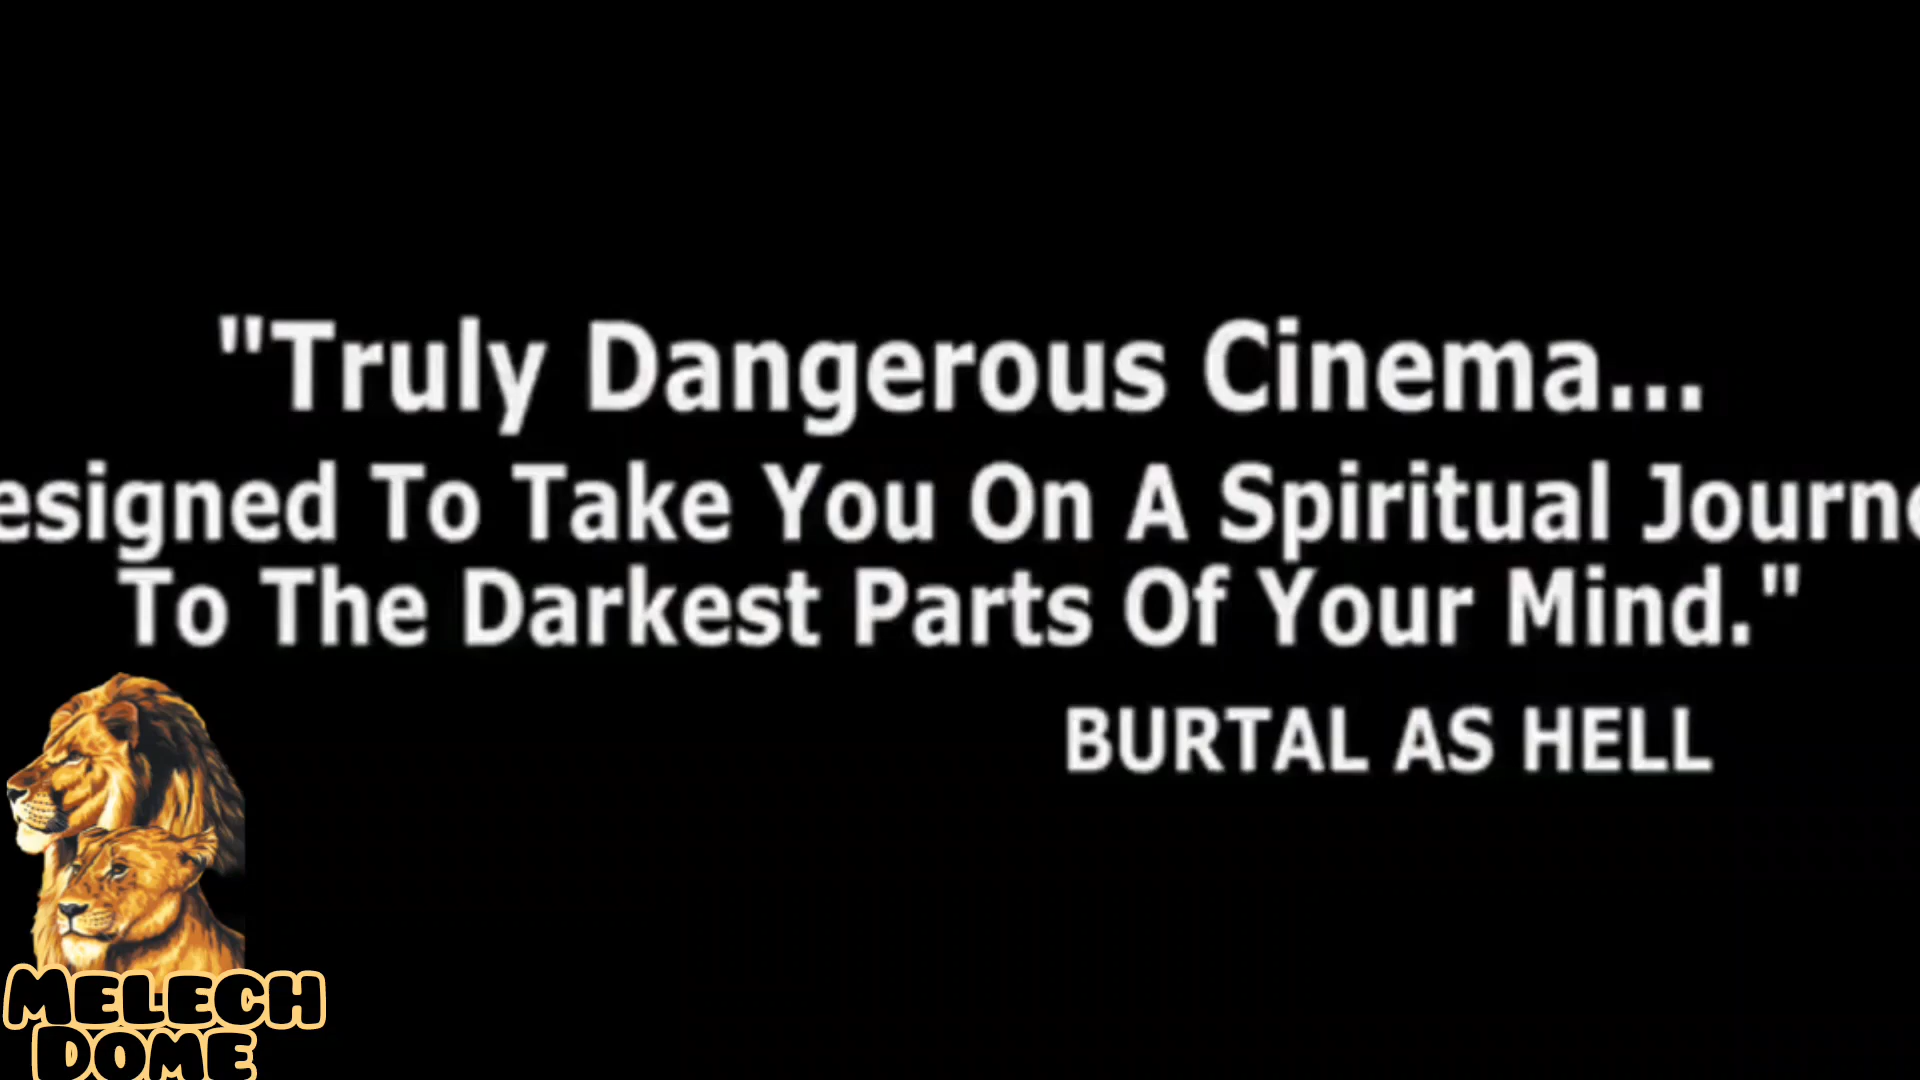 "Truly Dangerous Cinema...
esigned To Take You On A Spiritual Journe
To The Darkest Parts Of Your Mind."
BURTAL AS HELL
MELECH
DOME